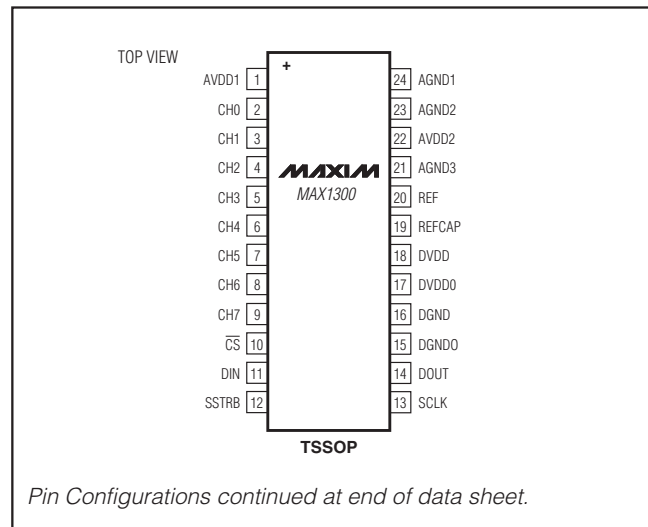 TOP VIEW
+
AVDD1 1
CH0 2
CH1 3
CH2 4
CH3 5
CH4 6
CH5 7
CH6 8
CH7 9
C̅S̅ 10
DIN 11
SSTRB 12
MAXIM
MAX1300
24 AGND1
23 AGND2
22 AVDD2
21 AGND3
20 REF
19 REFCAP
18 DVDD
17 DVDD0
16 DGND
15 DGNDO
14 DOUT
13 SCLK
TSSOP
Pin Configurations continued at end of data sheet.